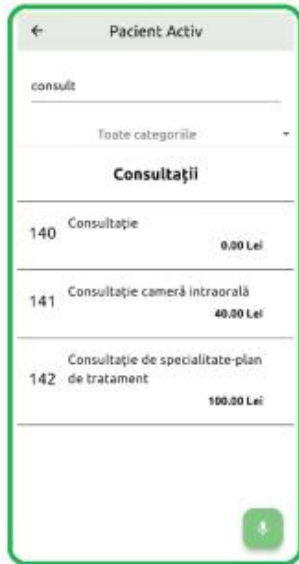 Pacient Activ
consult
Toate categoriile
Consultații
140 Consultație
0.00 Lei
141 Consultație cameră intraorală
40.00 Lei
142 Consultație de specialitate-plan
de tratament
100.00 Lei